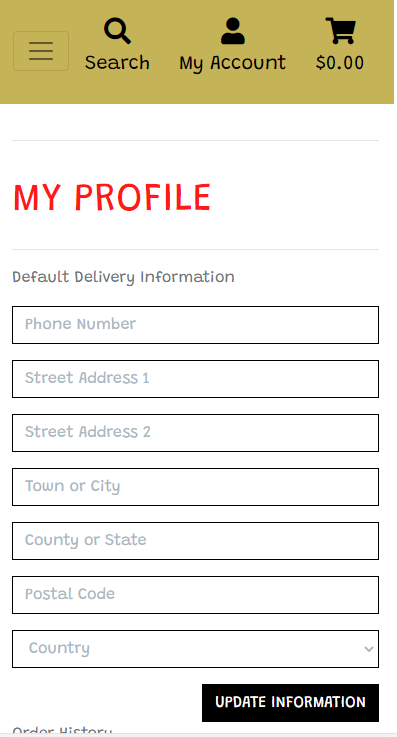 Search My Account $0.00
MY PROFILE
Default Delivery Information
Phone Number
Street Address 1
Street Address 2
Town or City
County or State
Postal Code
Country
UPDATE INFORMATION
Order History